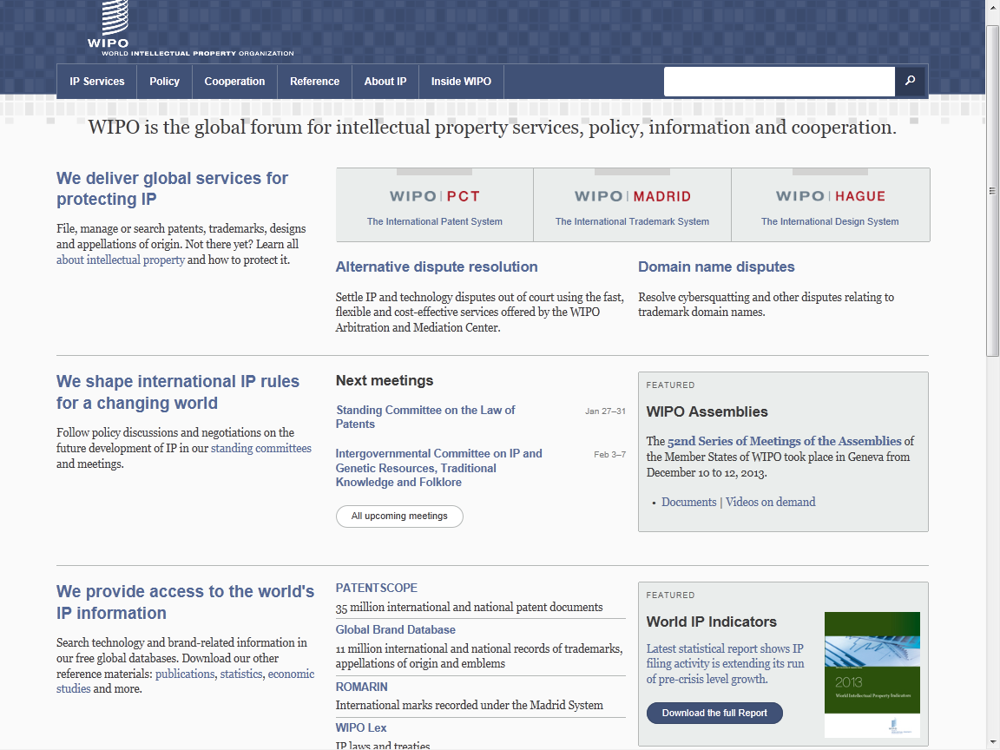 WIPO
WORLD INTELLECTUAL PROPERTY ORGANIZATION
IP Services Policy Cooperation Reference About IP Inside WIPO
WIPO is the global forum for intellectual property services, policy, information and cooperation.
We deliver global services for
protecting IP
File, manage or search patents, trademarks, designs
and appellations of origin. Not there yet? Learn all
about intellectual property and how to protect it.
WIPO | PCT
The International Patent System
WIPO | MADRID
The International Trademark System
WIPO | HAGUE
The International Design System
Alternative dispute resolution
Settle IP and technology disputes out of court using the fast,
flexible and cost-effective services offered by the WIPO
Arbitration and Mediation Center.
Domain name disputes
Resolve cybersquatting and other disputes relating to
trademark domain names.
We shape international IP rules
for a changing world
Follow policy discussions and negotiations on the
future development of IP in our standing committees
and meetings.
Next meetings
Standing Committee on the Law of Jan 27–31
Patents
Intergovernmental Committee on IP and Feb 3–7
Genetic Resources, Traditional
Knowledge and Folklore
All upcoming meetings
FEATURED
WIPO Assemblies
The 52nd Series of Meetings of the Assemblies of
the Member States of WIPO took place in Geneva from
December 10 to 12, 2013.
• Documents | Videos on demand
We provide access to the world's
IP information
Search technology and brand-related information in
our free global databases. Download our other
reference materials: publications, statistics, economic
studies and more.
PATENTSCOPE
35 million international and national patent documents
Global Brand Database
11 million international and national records of trademarks,
appellations of origin and emblems
ROMARIN
International marks recorded under the Madrid System
WIPO Lex
IP laws and treaties
FEATURED
World IP Indicators
Latest statistical report shows IP
filing activity is extending its run
of pre-crisis level growth.
Download the full Report
2013
World Intellectual Property Indicators